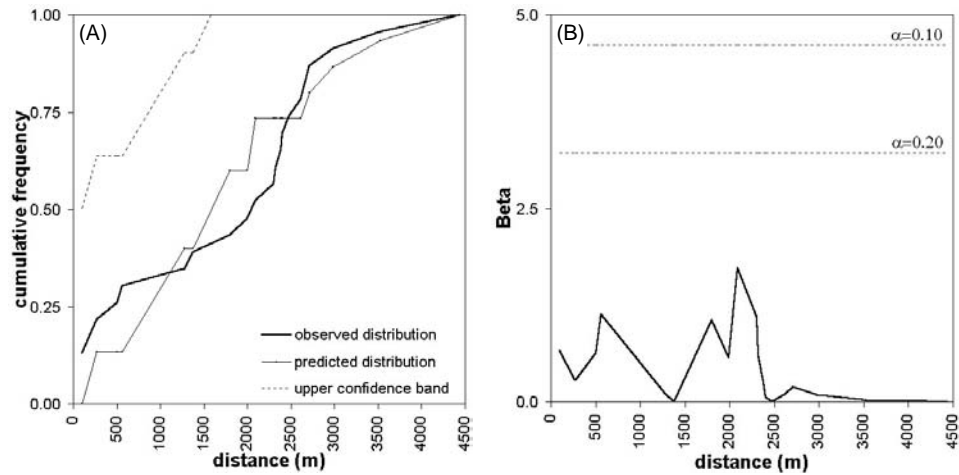 (A)
cumulative frequency
1.00
0.75
0.50
0.25
0.00
observed distribution
predicted distribution
upper confidence band
0
500
1000
1500
2000
2500
3000
3500
4000
4500
distance (m)
(B)
Beta
5.0
2.5
0.0
α=0.10
α=0.20
0
500
1000
1500
2000
2500
3000
3500
4000
4500
distance (m)